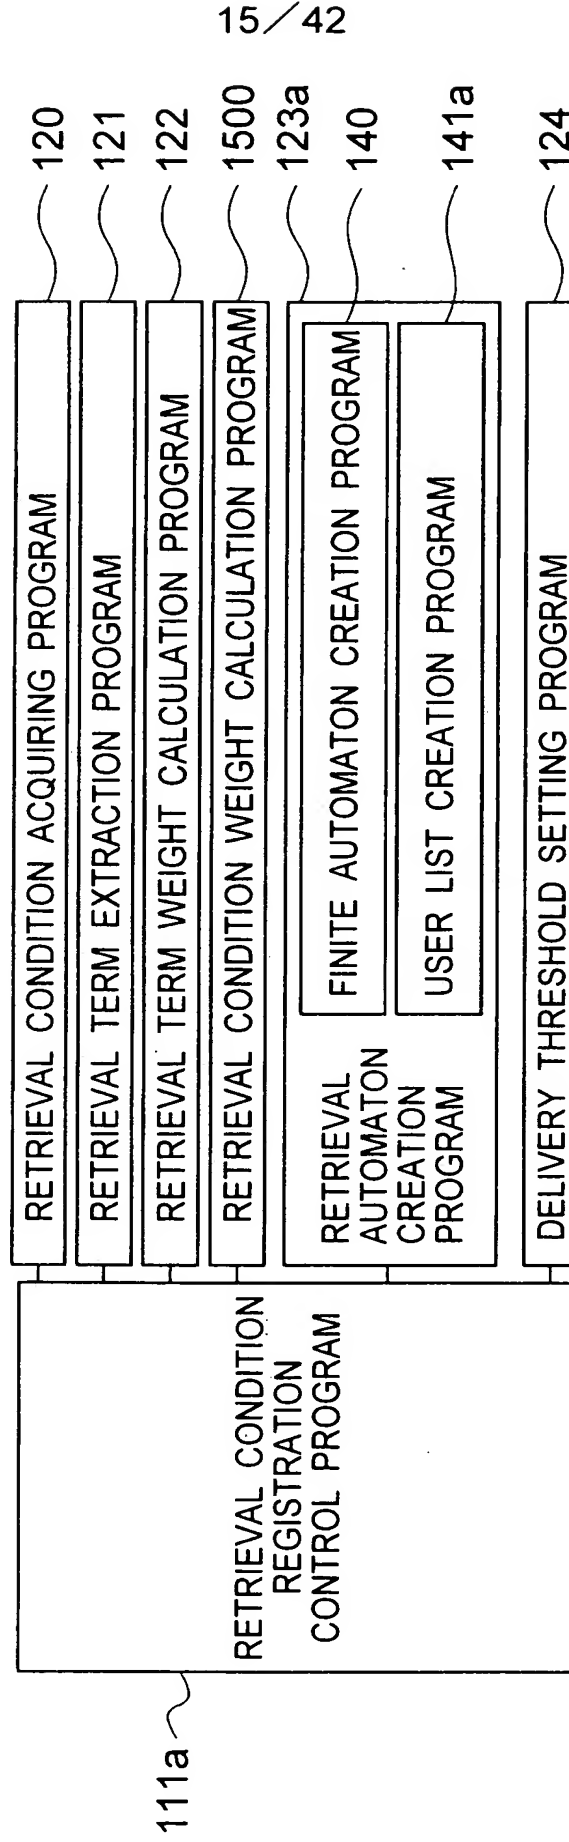 15/42
111a
RETRIEVAL CONDITION
REGISTRATION
CONTROL PROGRAM
RETRIEVAL CONDITION ACQUIRING PROGRAM
120
RETRIEVAL TERM EXTRACTION PROGRAM
121
RETRIEVAL TERM WEIGHT CALCULATION PROGRAM
122
RETRIEVAL CONDITION WEIGHT CALCULATION PROGRAM
1500
RETRIEVAL
AUTOMATON
CREATION
PROGRAM
123a
FINITE AUTOMATON CREATION PROGRAM
140
USER LIST CREATION PROGRAM
141a
DELIVERY THRESHOLD SETTING PROGRAM
124